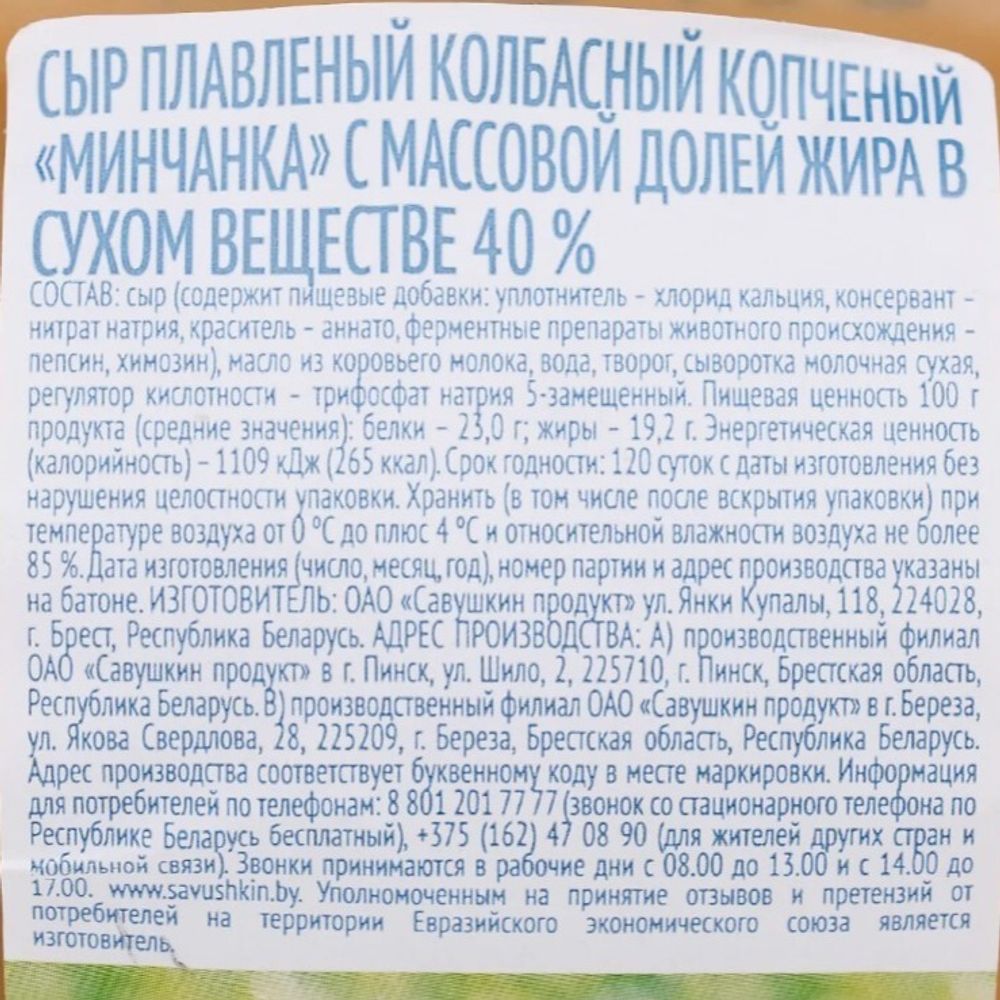 СЫР ПЛАВЛЕНЫЙ КОЛБАСНЫЙ КОПЧЕНЫЙ
«МИНЧАНКА» С МАССОВОЙ ДОЛЕЙ ЖИРА В
СУХОМ ВЕЩЕСТВЕ 40 %
СОСТАВ: сыр (содержит пищевые добавки: уплотнитель – хлорид кальция, консервант –
нитрат натрия, краситель – аннато, ферментные препараты животного происхождения –
пепсин, химозин), масло из коровьего молока, вода, творог, сыворотка молочная сухая,
регулятор кислотности – трифосфат натрия 5-замещенный. Пищевая ценность 100 г
продукта (средние значения): белки – 23,0 г; жиры – 19,2 г. Энергетическая ценность
(калорийность) – 1109 кДж (265 ккал). Срок годности: 120 суток с даты изготовления без
нарушения целостности упаковки. Хранить (в том числе после вскрытия упаковки) при
температуре воздуха от 0 °С до плюс 4 °С и относительной влажности воздуха не более
85 %. Дата изготовления (число, месяц, год), номер партии и адрес производства указаны
на батоне. ИЗГОТОВИТЕЛЬ: ОАО «Савушкин продукт» ул. Янки Купалы, 118, 224028,
г. Брест, Республика Беларусь. АДРЕС ПРОИЗВОДСТВА: А) производственный филиал
ОАО «Савушкин продукт» в г. Пинск, ул. Шило, 2, 225710, г. Пинск, Брестская область,
Республика Беларусь. В) производственный филиал ОАО «Савушкин продукт» в г. Береза,
ул. Якова Свердлова, 28, 225209, г. Береза, Брестская область, Республика Беларусь.
Адрес производства соответствует буквенному коду в месте маркировки. Информация
для потребителей по телефонам: 8 801 201 77 77 (звонок со стационарного телефона по
Республике Беларусь бесплатный), +375 (162) 47 08 90 (для жителей других стран и
мобильной связи). Звонки принимаются в рабочие дни с 08.00 до 13.00 и с 14.00 до
17.00. www.savushkin.by. Уполномоченным на принятие отзывов и претензий от
потребителей на территории Евразийского экономического союза является
изготовитель.